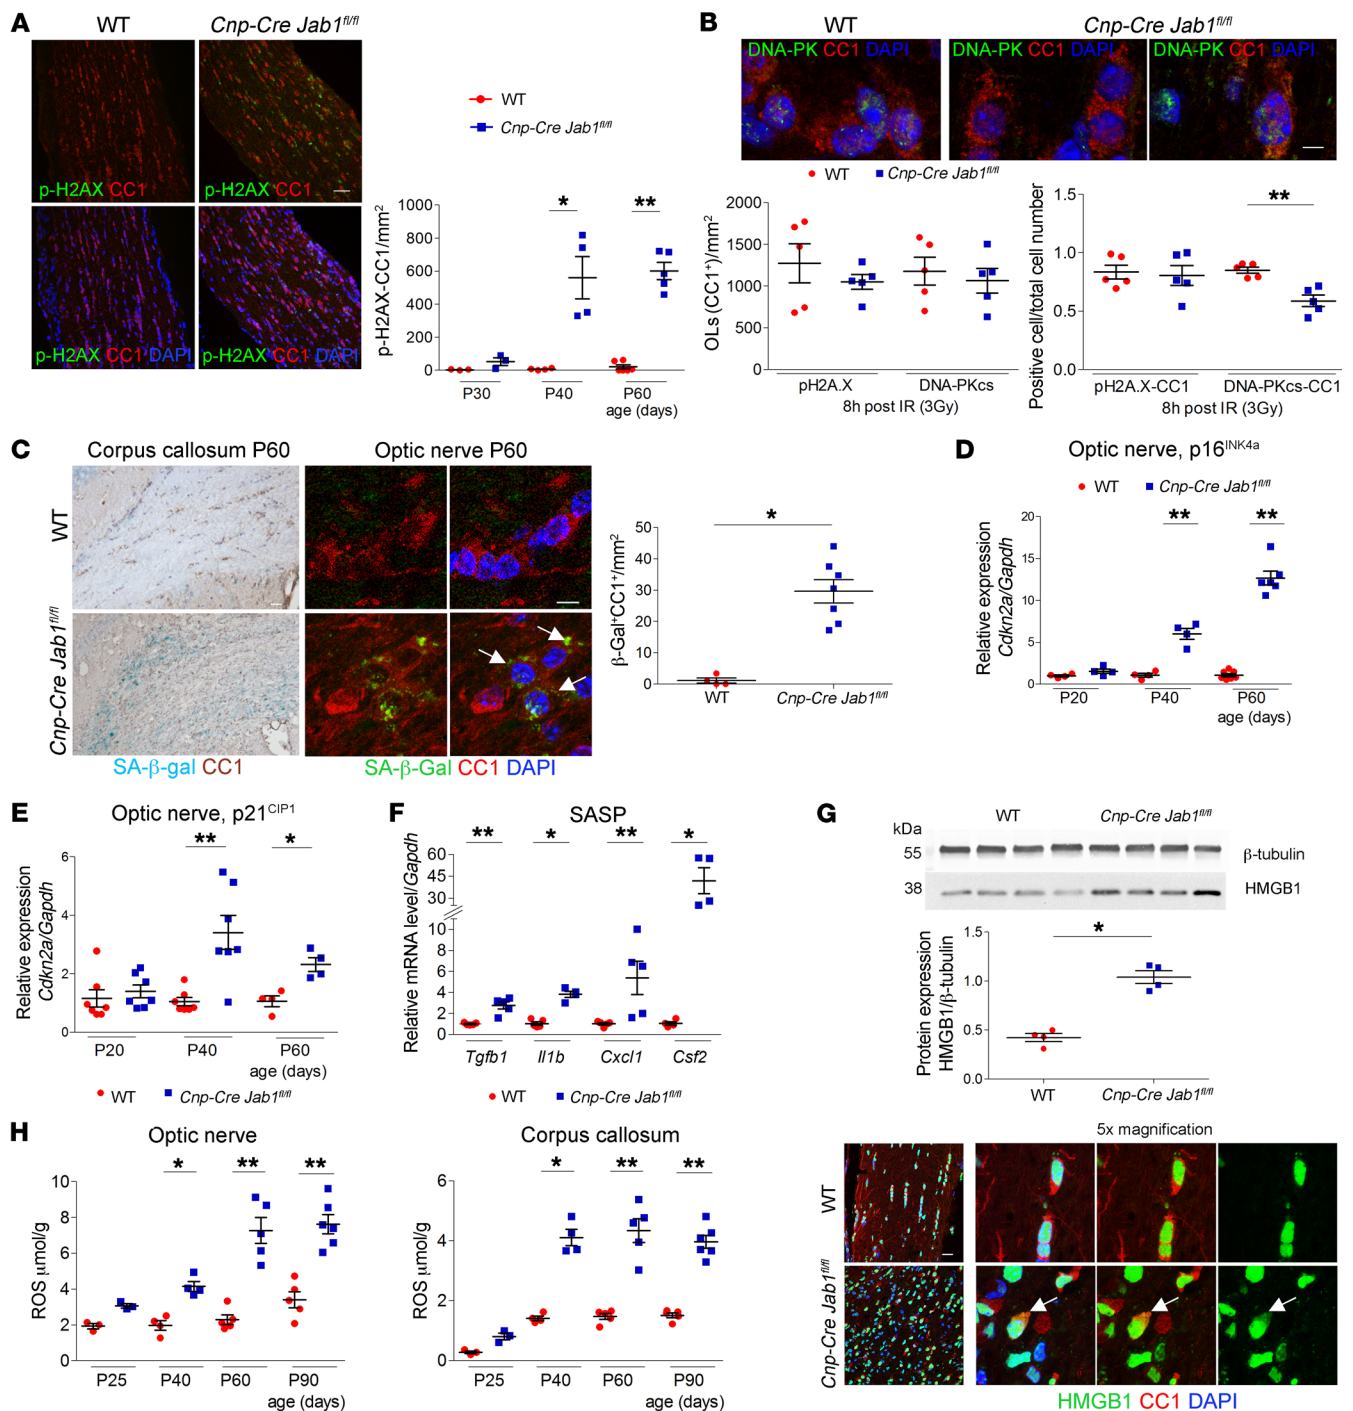 A
WT
Cnp-Cre Jab1fl/fl
p-H2AX CC1
p-H2AX CC1
p-H2AX CC1 DAPI
p-H2AX CC1 DAPI
WT
Cnp-Cre Jab1fl/fl
p-H2AX-CC1/mm2
1000
800
600
400
200
0
*
**
P30
P40
P60
age (days)
B
WT
Cnp-Cre Jab1fl/fl
DNA-PK CC1 DAPI
DNA-PK CC1 DAPI
DNA-PK CC1 DAPI
WT
Cnp-Cre Jab1fl/fl
OLs (CC1+)/mm2
2000
1500
1000
500
0
pH2A.X
DNA-PKcs
8h post IR (3Gy)
Positive cell/total cell number
1.5
1.0
0.5
0.0
**
pH2A.X-CC1
DNA-PKcs-CC1
8h post IR (3Gy)
C
Corpus callosum P60
Optic nerve P60
WT
Cnp-Cre Jab1fl/fl
SA-β-gal CC1
SA-β-Gal CC1 DAPI
β-Gal+CC1+/mm2
50
40
30
20
10
0
*
WT
Cnp-Cre Jab1fl/fl
D
Optic nerve, p16INK4a
WT
Cnp-Cre Jab1fl/fl
Relative expression
Cdkn2a/Gapdh
20
15
10
5
0
**
**
P20
P40
P60
age (days)
E
Optic nerve, p21CIP1
Relative expression
Cdkn2a/Gapdh
6
4
2
0
**
*
P20
P40
P60
age (days)
WT
Cnp-Cre Jab1fl/fl
F
SASP
Relative mRNA level/Gapdh
60
45
30
10
8
6
4
2
0
**
*
**
*
Tgfb1
Il1b
Cxcl1
Csf2
WT
Cnp-Cre Jab1fl/fl
G
WT
Cnp-Cre Jab1fl/fl
kDa
55
β-tubulin
38
HMGB1
Protein expression
HMGB1/β-tubulin
1.5
1.0
0.5
0.0
*
WT
Cnp-Cre Jab1fl/fl
5x magnification
WT
Cnp-Cre Jab1fl/fl
HMGB1 CC1 DAPI
H
Optic nerve
ROS µmol/g
10
8
6
4
2
0
*
**
**
P25
P40
P60
P90
age (days)
Corpus callosum
ROS µmol/g
6
4
2
0
*
**
**
P25
P40
P60
P90
age (days)